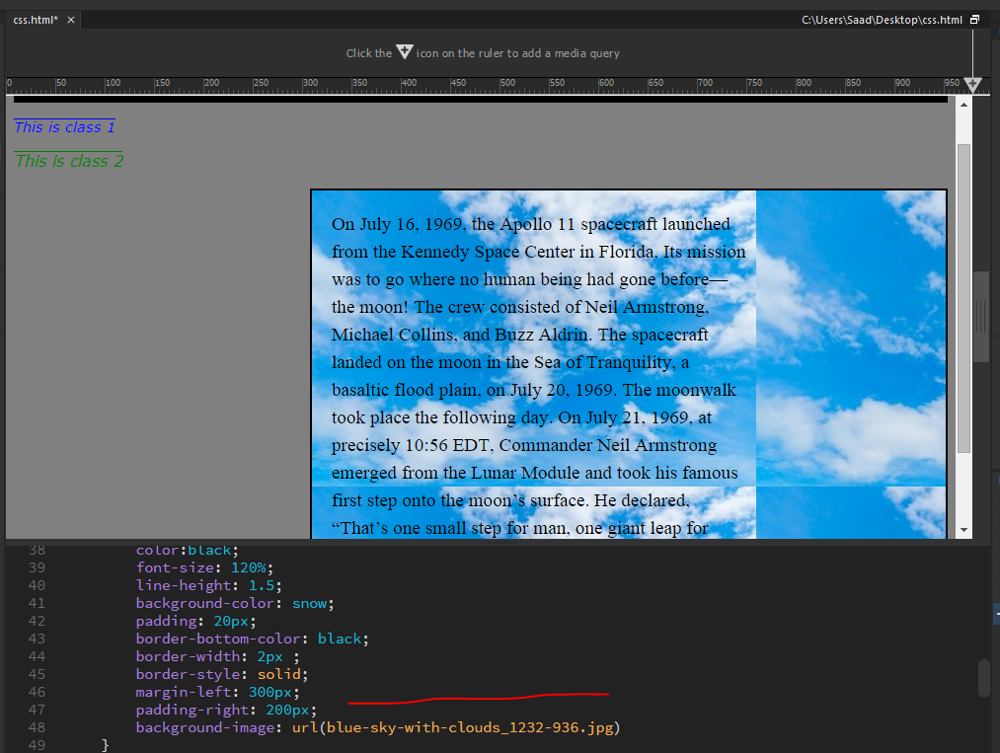 css.html* ×
C:\Users\Saad\Desktop\css.html
Click the icon on the ruler to add a media query
0 50 100 150 200 250 300 350 400 450 500 550 600 650 700 750 800 850 900 950
This is class 1
This is class 2
On July 16, 1969, the Apollo 11 spacecraft launched
from the Kennedy Space Center in Florida. Its mission
was to go where no human being had gone before—
the moon! The crew consisted of Neil Armstrong,
Michael Collins, and Buzz Aldrin. The spacecraft
landed on the moon in the Sea of Tranquility, a
basaltic flood plain, on July 20, 1969. The moonwalk
took place the following day. On July 21, 1969, at
precisely 10:56 EDT, Commander Neil Armstrong
emerged from the Lunar Module and took his famous
first step onto the moon’s surface. He declared,
“That’s one small step for man, one giant leap for
38 color:black;
39 font-size: 120%;
40 line-height: 1.5;
41 background-color: snow;
42 padding: 20px;
43 border-bottom-color: black;
44 border-width: 2px ;
45 border-style: solid;
46 margin-left: 300px;
47 padding-right: 200px;
48 background-image: url(blue-sky-with-clouds_1232-936.jpg)
49 }